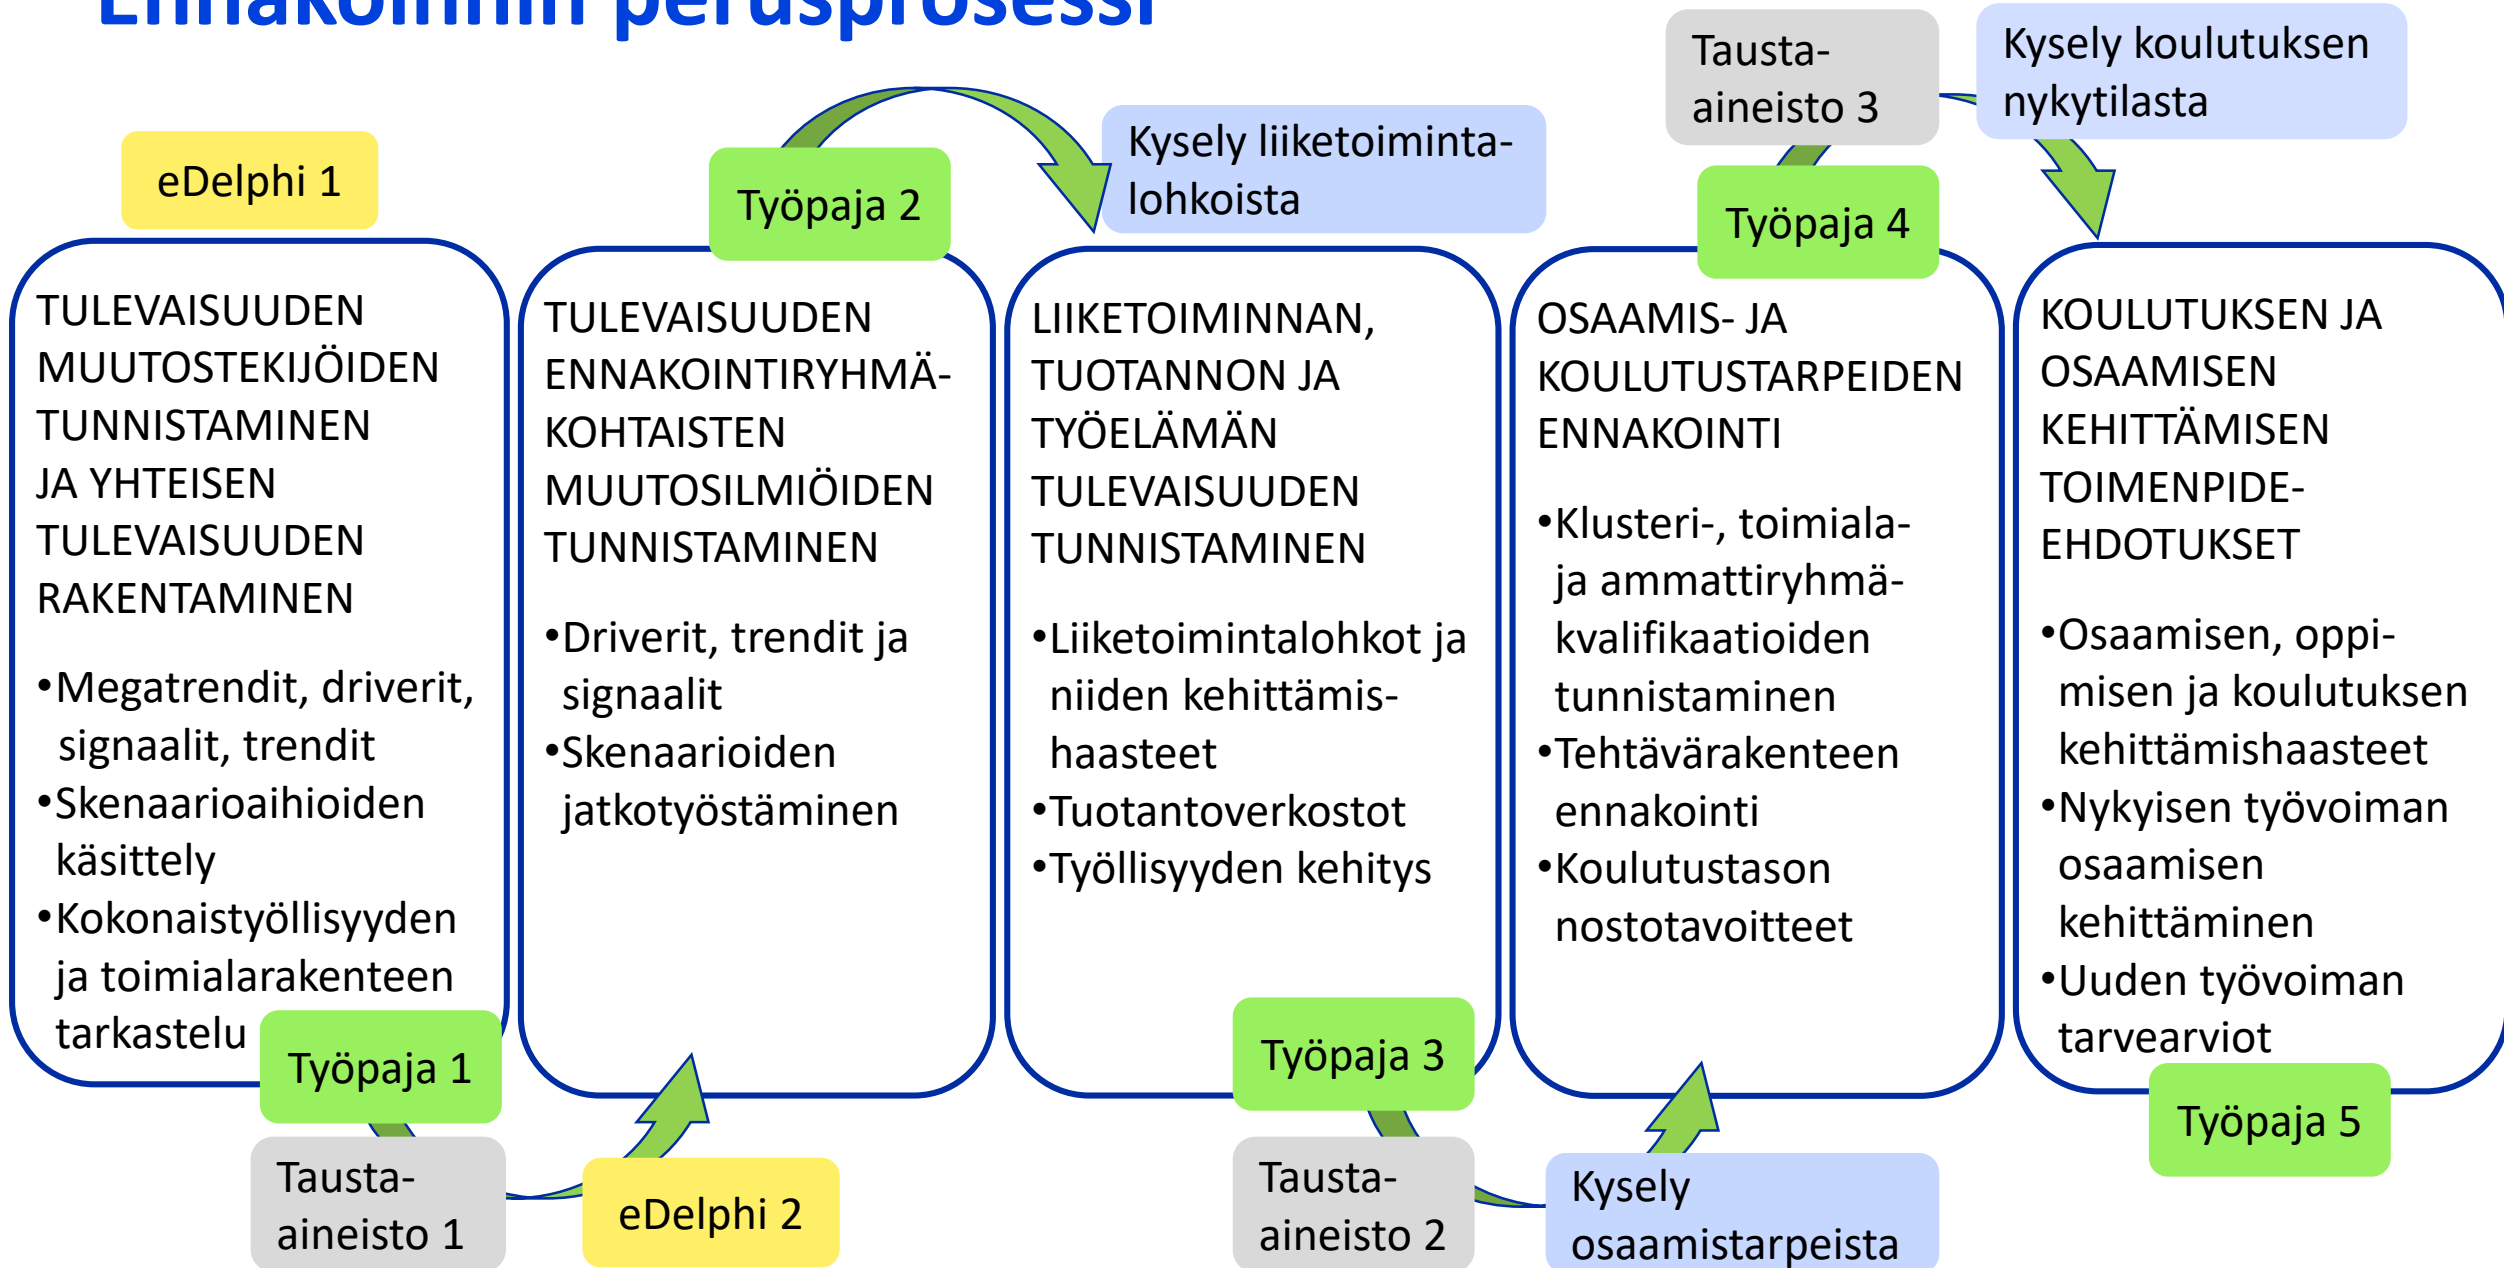 Ennakoinnin perusprosessi
eDelphi 1
TULEVAISUUDEN
MUUTOSTEKIJÖIDEN
TUNNISTAMINEN
JA YHTEISEN
TULEVAISUUDEN
RAKENTAMINEN
•Megatrendit, driverit,
signaalit, trendit
•Skenaarioaihioiden
käsittely
•Kokonaistyöllisyyden
ja toimialarakenteen
tarkastelu
Työpaja 1
Tausta-
aineisto 1
eDelphi 2
Työpaja 2
TULEVAISUUDEN
ENNAKOINTIRYHMÄ-
KOHTAISTEN
MUUTOSILMIÖIDEN
TUNNISTAMINEN
•Driverit, trendit ja
signaalit
•Skenaarioiden
jatkotyöstäminen
Kysely liiketoiminta-
lohkoista
LIIKETOIMINNAN,
TUOTANNON JA
TYÖELÄMÄN
TULEVAISUUDEN
TUNNISTAMINEN
•Liiketoimintalohkot ja
niiden kehittämis-
haasteet
•Tuotantoverkostot
•Työllisyyden kehitys
Työpaja 3
Tausta-
aineisto 2
Kysely
osaamistarpeista
Tausta-
aineisto 3
Työpaja 4
OSAAMIS- JA
KOULUTUSTARPEIDEN
ENNAKOINTI
•Klusteri-, toimiala-
ja ammattiryhmä-
kvalifikaatioiden
tunnistaminen
•Tehtävärakenteen
ennakointi
•Koulutustason
nostotavoitteet
Kysely koulutuksen
nykytilasta
KOULUTUKSEN JA
OSAAMISEN
KEHITTÄMISEN
TOIMENPIDE-
EHDOTUKSET
•Osaamisen, oppi-
misen ja koulutuksen
kehittämishaasteet
•Nykyisen työvoiman
osaamisen
kehittäminen
•Uuden työvoiman
tarvearviot
Työpaja 5